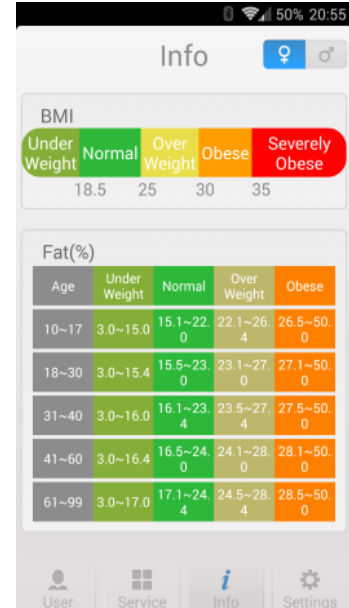 50% 20:55
Info
BMI
Under Weight Normal Over Weight Obese Severely Obese
18.5 25 30 35
Fat(%)
Age Under Weight Normal Over Weight Obese
10~17 3.0~15.0 15.1~22.0 22.1~26.4 26.5~50.0
18~30 3.0~15.4 15.5~23.0 23.1~27.0 27.1~50.0
31~40 3.0~16.0 16.1~23.4 23.5~27.4 27.5~50.0
41~60 3.0~16.4 16.5~24.0 24.1~28.0 28.1~50.0
61~99 3.0~17.0 17.1~24.4 24.5~28.4 28.5~50.0
User Service Info Settings